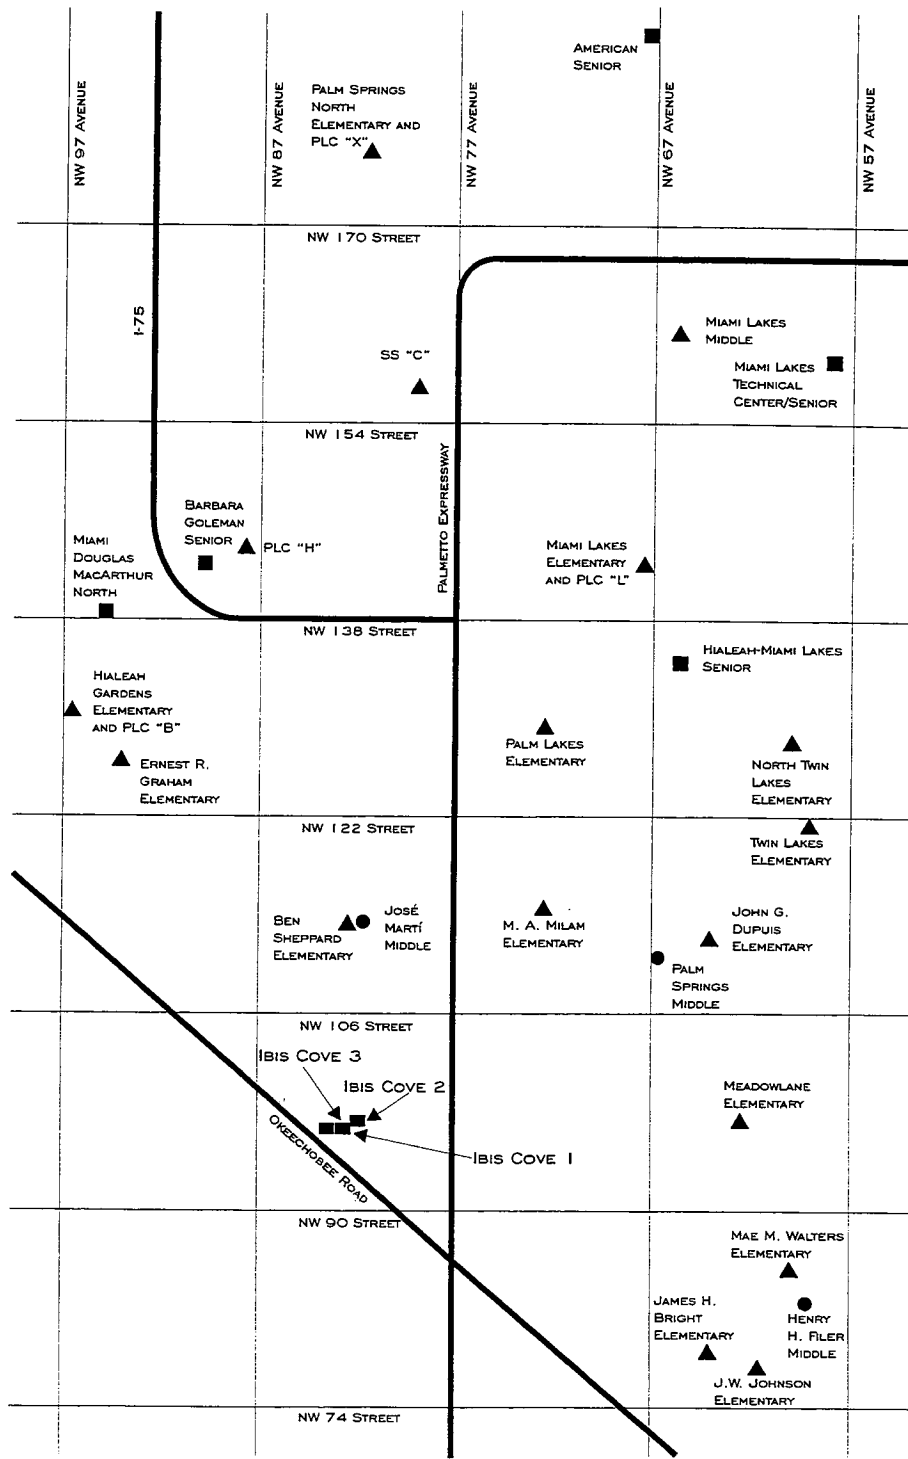 AMERICAN
SENIOR
PALM SPRINGS
NORTH
ELEMENTARY AND
PLC "X"
NW 97 AVENUE
NW 87 AVENUE
NW 77 AVENUE
NW 67 AVENUE
NW 57 AVENUE
NW 170 STREET
I-75
MIAMI LAKES
MIDDLE
SS "C"
MIAMI LAKES
TECHNICAL
CENTER/SENIOR
NW 154 STREET
PALMETTO EXPRESSWAY
BARBARA
GOLEMAN
SENIOR
PLC "H"
MIAMI
DOUGLAS
MACARTHUR
NORTH
MIAMI LAKES
ELEMENTARY
AND PLC "L"
NW 138 STREET
HIALEAH-MIAMI LAKES
SENIOR
HIALEAH
GARDENS
ELEMENTARY
AND PLC "B"
ERNEST R.
GRAHAM
ELEMENTARY
PALM LAKES
ELEMENTARY
NORTH TWIN
LAKES
ELEMENTARY
NW 122 STREET
TWIN LAKES
ELEMENTARY
BEN
SHEPPARD
ELEMENTARY
JOSÉ
MARTÍ
MIDDLE
M. A. MILAM
ELEMENTARY
JOHN G.
DUPUIS
ELEMENTARY
PALM
SPRINGS
MIDDLE
NW 106 STREET
IBIS COVE 3
IBIS COVE 2
IBIS COVE 1
MEADOWLANE
ELEMENTARY
OKEECHOBEE ROAD
NW 90 STREET
MAE M. WALTERS
ELEMENTARY
JAMES H.
BRIGHT
ELEMENTARY
HENRY
H. FILER
MIDDLE
J.W. JOHNSON
ELEMENTARY
NW 74 STREET